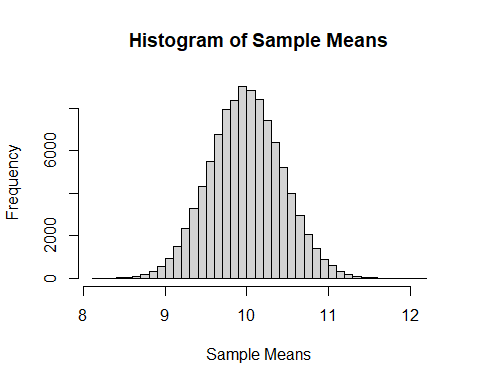 Histogram of Sample Means
Frequency
6000
2000
0
8 9 10 11 12
Sample Means